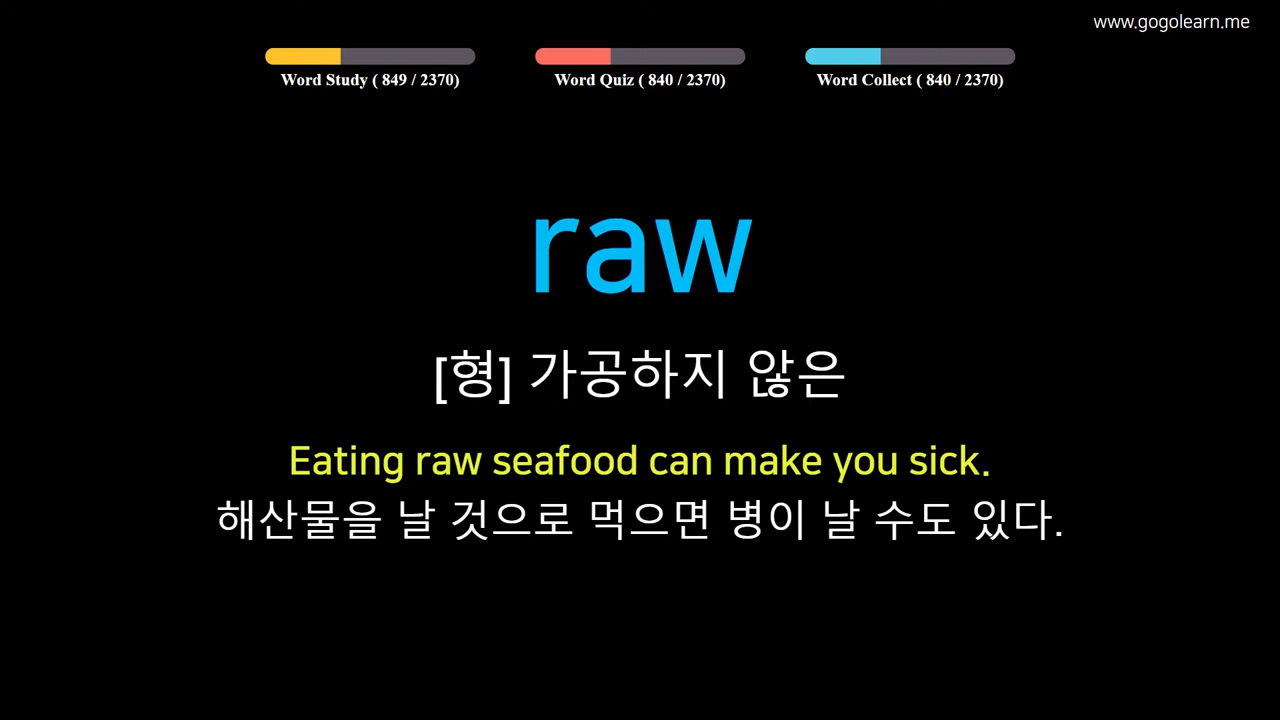 www.gogolearn.me
Word Study ( 849 / 2370)
Word Quiz ( 840 / 2370)
Word Collect ( 840 / 2370)
raw
[형] 가공하지 않은
Eating raw seafood can make you sick.
해산물을 날 것으로 먹으면 병이 날 수도 있다.